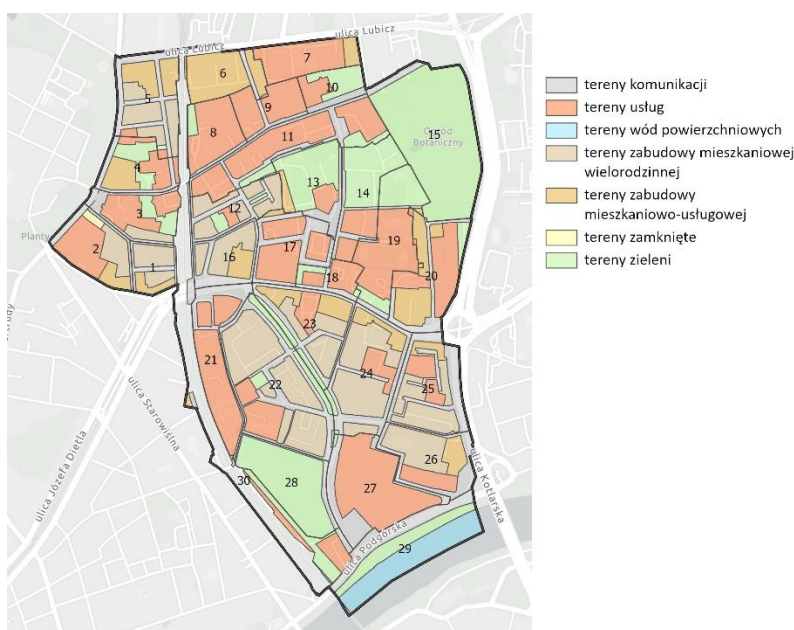 ulica Lubicz
ulica Lubicz
7
6
5
10
9
8
15
Ogród
Botaniczny
11
4
13
14
12
3
Planty
2
17
19
16
1
18
20
23
21
24
22
25
ulica Starowiślna
ulica Józefa Dietla
26
ulica Kotlarska
27
28
30
ulica Podgórska
29
tereny komunikacji
tereny usług
tereny wód powierzchniowych
tereny zabudowy mieszkaniowej
wielorodzinnej
tereny zabudowy
mieszkaniowo-usługowej
tereny zamknięte
tereny zieleni